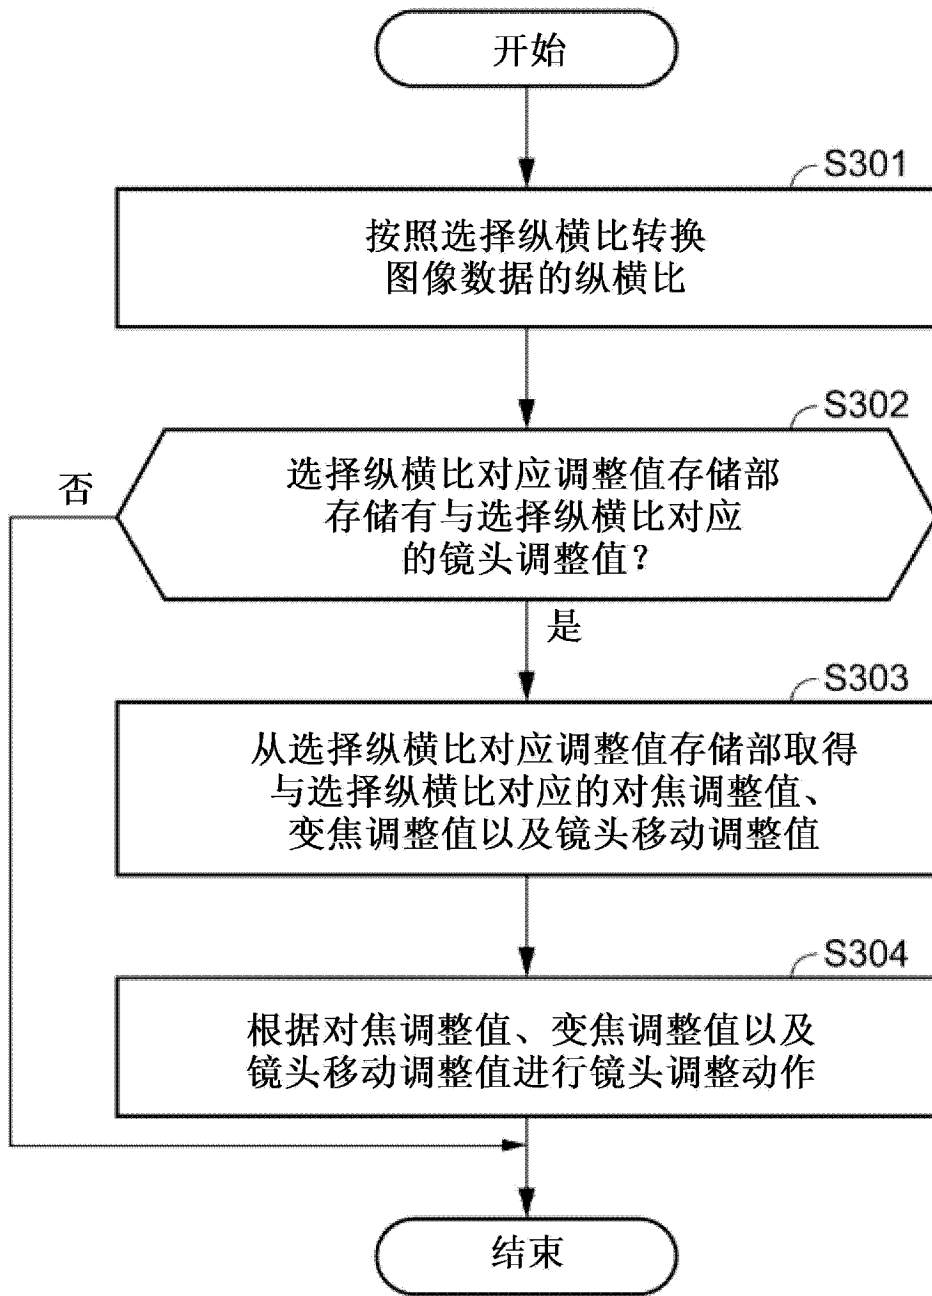 开始
S301
按照选择纵横比转换
图像数据的纵横比
S302
选择纵横比对应调整值存储部
存储有与选择纵横比对应
的镜头调整值？
否
是
S303
从选择纵横比对应调整值存储部取得
与选择纵横比对应的对焦调整值、
变焦调整值以及镜头移动调整值
S304
根据对焦调整值、变焦调整值以及
镜头移动调整值进行镜头调整动作
结束